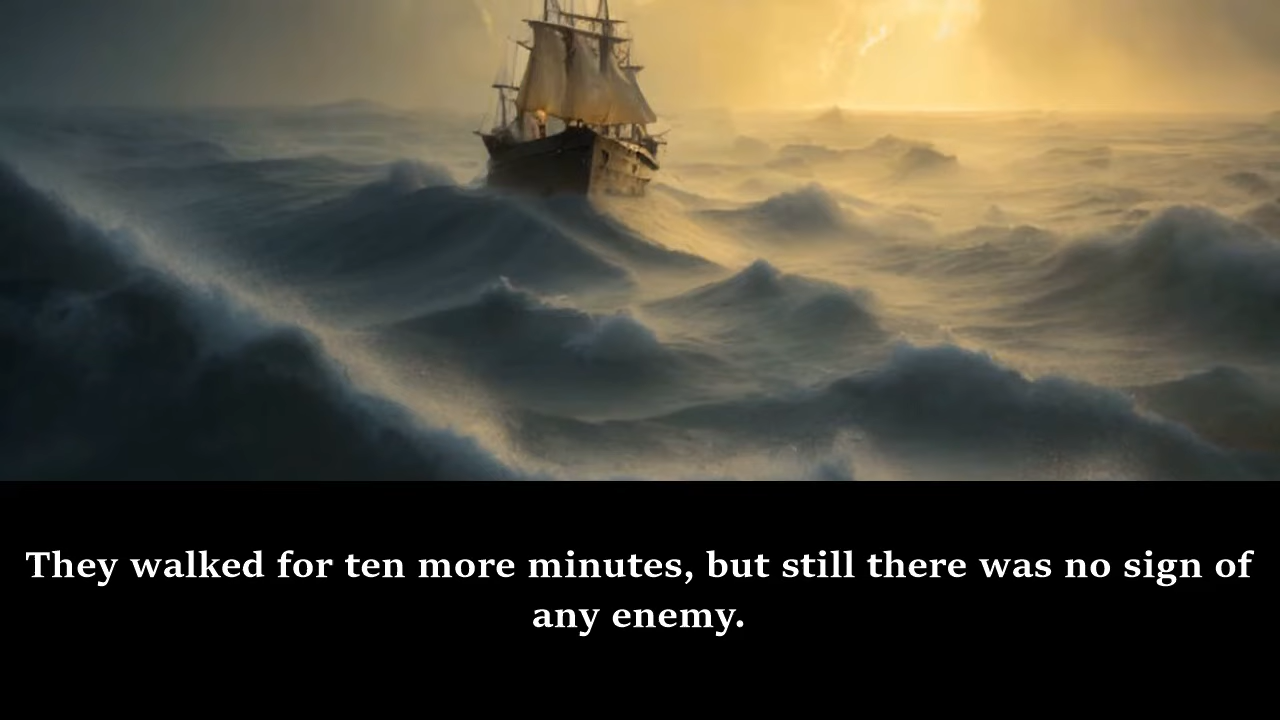 They walked for ten more minutes, but still there was no sign of
any enemy.